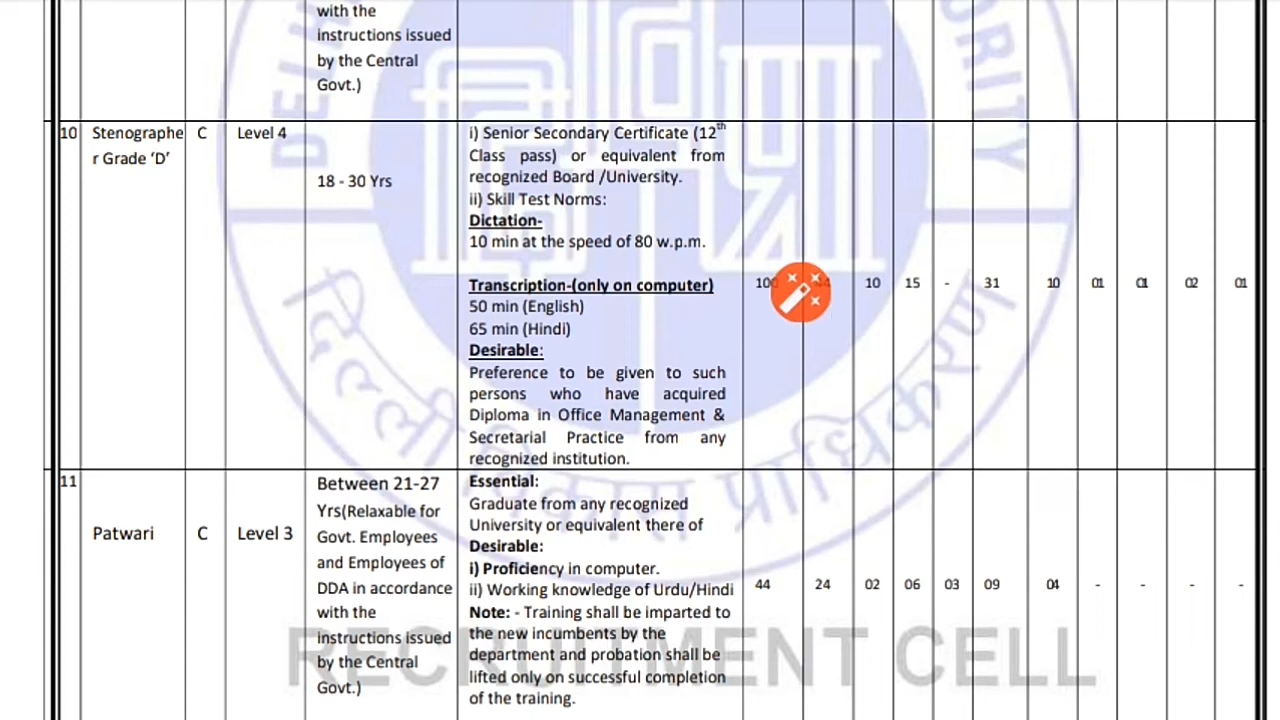 with the
instructions issued
by the Central
Govt.)
10
Stenographe
r Grade ‘D’
C
Level 4
18 - 30 Yrs
i) Senior Secondary Certificate (12th
Class pass) or equivalent from
recognized Board /University.
ii) Skill Test Norms:
Dictation-
10 min at the speed of 80 w.p.m.
Transcription-(only on computer)
50 min (English)
65 min (Hindi)
Desirable:
Preference to be given to such
persons who have acquired
Diploma in Office Management &
Secretarial Practice from any
recognized institution.
10 15 - 31 10 01 01 02 01
11
Patwari
C
Level 3
Between 21-27
Yrs(Relaxable for
Govt. Employees
and Employees of
DDA in accordance
with the
instructions issued
by the Central
Govt.)
Essential:
Graduate from any recognized
University or equivalent there of
Desirable:
i) Proficiency in computer.
ii) Working knowledge of Urdu/Hindi
Note: - Training shall be imparted to
the new incumbents by the
department and probation shall be
lifted only on successful completion
of the training.
44 24 02 06 03 09 04 - - - -
दिल्ली विकास प्राधिकरण
RECRUITMENT CELL